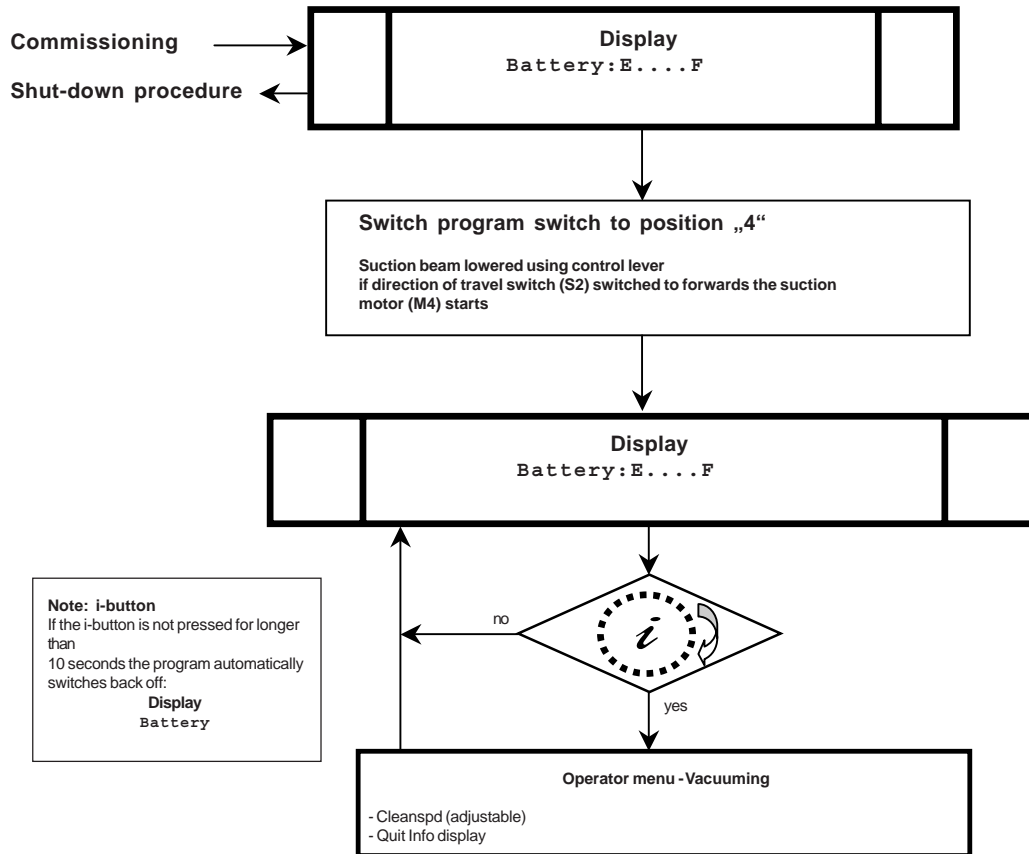 Commissioning
Shut-down procedure
Display
Battery:E....F
Switch program switch to position „4“
Suction beam lowered using control lever
if direction of travel switch (S2) switched to forwards the suction
motor (M4) starts
Display
Battery:E....F
Note: i-button
If the i-button is not pressed for longer
than
10 seconds the program automatically
switches back off:
Display
Battery
no
i
yes
Operator menu - Vacuuming
- Cleanspd (adjustable)
- Quit Info display